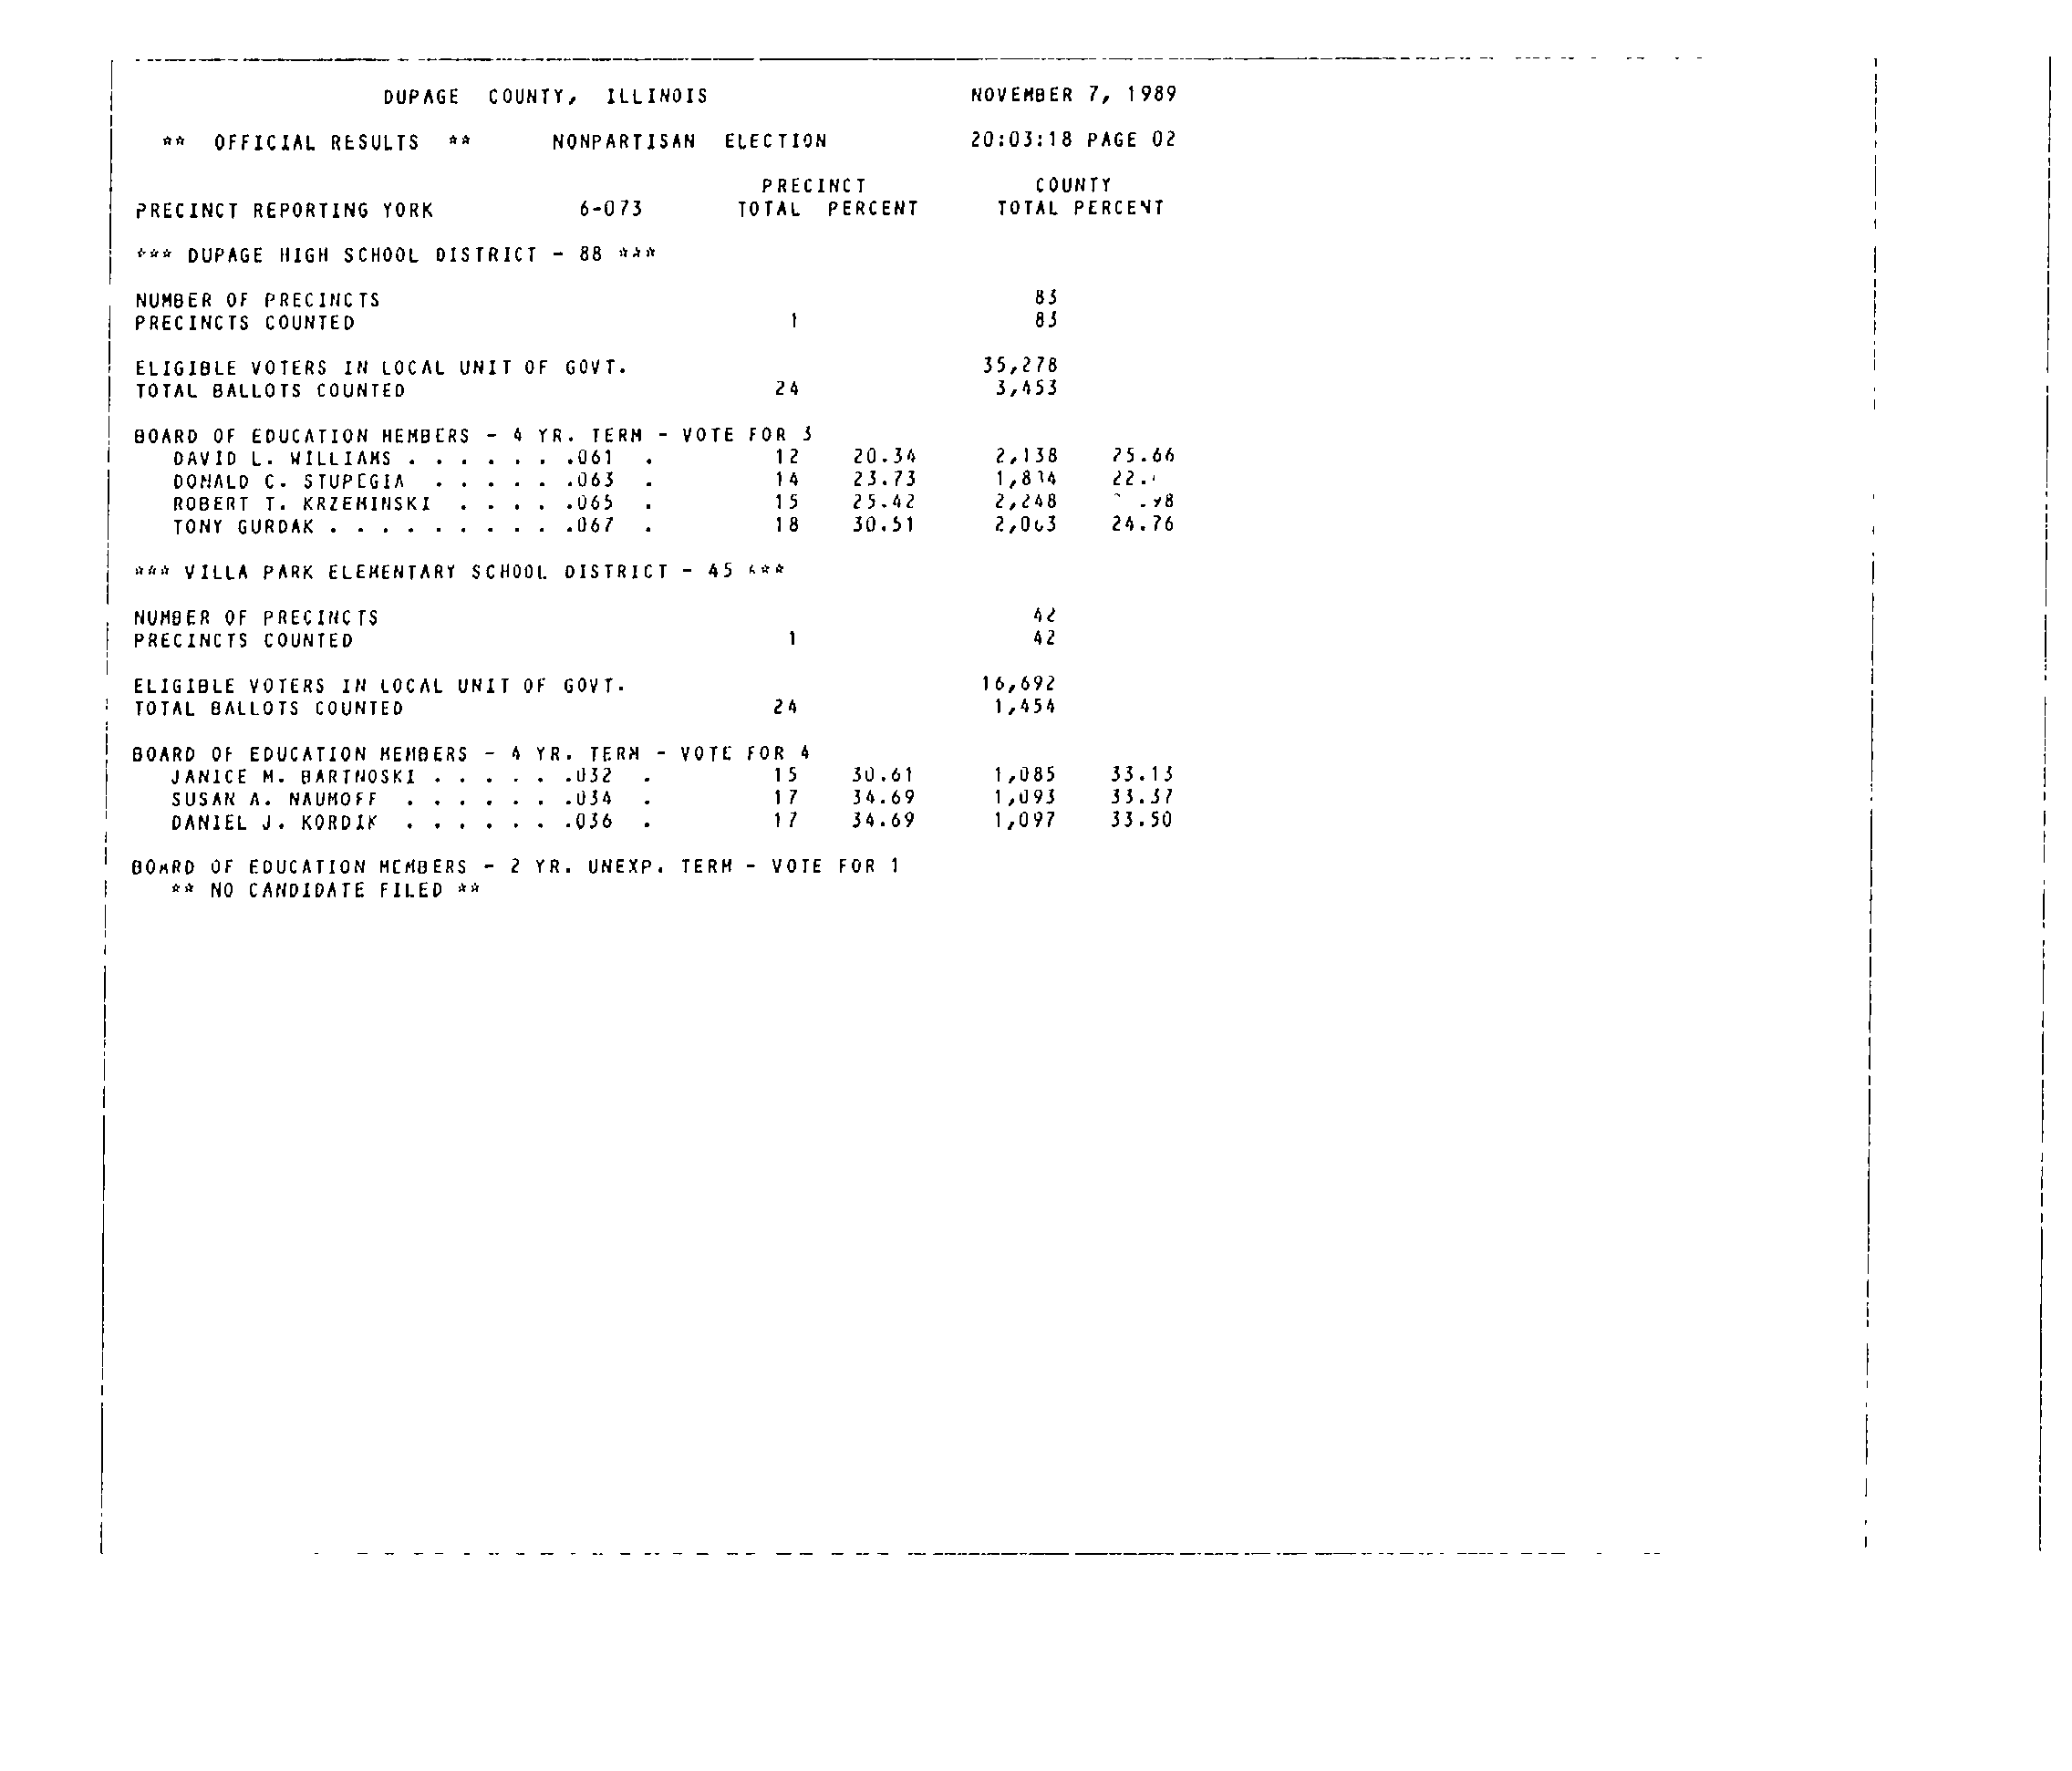 DUPAGE COUNTY, ILLINOIS NOVEMBER 7, 1989
** OFFICIAL RESULTS ** NONPARTISAN ELECTION 20:03:18 PAGE 02
PRECINCT COUNTY
PRECINCT REPORTING YORK 6-073 TOTAL PERCENT TOTAL PERCENT
*** DUPAGE HIGH SCHOOL DISTRICT - 88 ***
NUMBER OF PRECINCTS 83
PRECINCTS COUNTED 1 83
ELIGIBLE VOTERS IN LOCAL UNIT OF GOVT. 35,278
TOTAL BALLOTS COUNTED 24 3,453
BOARD OF EDUCATION MEMBERS - 4 YR. TERM - VOTE FOR 3
DAVID L. WILLIAMS . . . . . . .061 . 12 20.34 2,138 25.66
DONALD C. STUPEGIA . . . . . .063 . 14 23.73
ROBERT T. KRZEMINSKI . . . . .065 . 15 25.42 2,248
TONY GURDAK . . . . . . . . . .067 . 18 30.51 2,063 24.76
*** VILLA PARK ELEMENTARY SCHOOL DISTRICT - 45 ***
NUMBER OF PRECINCTS 42
PRECINCTS COUNTED 1 42
ELIGIBLE VOTERS IN LOCAL UNIT OF GOVT. 16,692
TOTAL BALLOTS COUNTED 24 1,454
BOARD OF EDUCATION MEMBERS - 4 YR. TERM - VOTE FOR 4
JANICE M. BARTNOSKI . . . . . .032 . 15 30.61 1,085 33.13
SUSAN A. NAUMOFF . . . . . . .034 . 17 34.69 1,093 33.37
DANIEL J. KORDIK . . . . . . .036 . 17 34.69 1,097 33.50
BOARD OF EDUCATION MEMBERS - 2 YR. UNEXP. TERM - VOTE FOR 1
** NO CANDIDATE FILED **